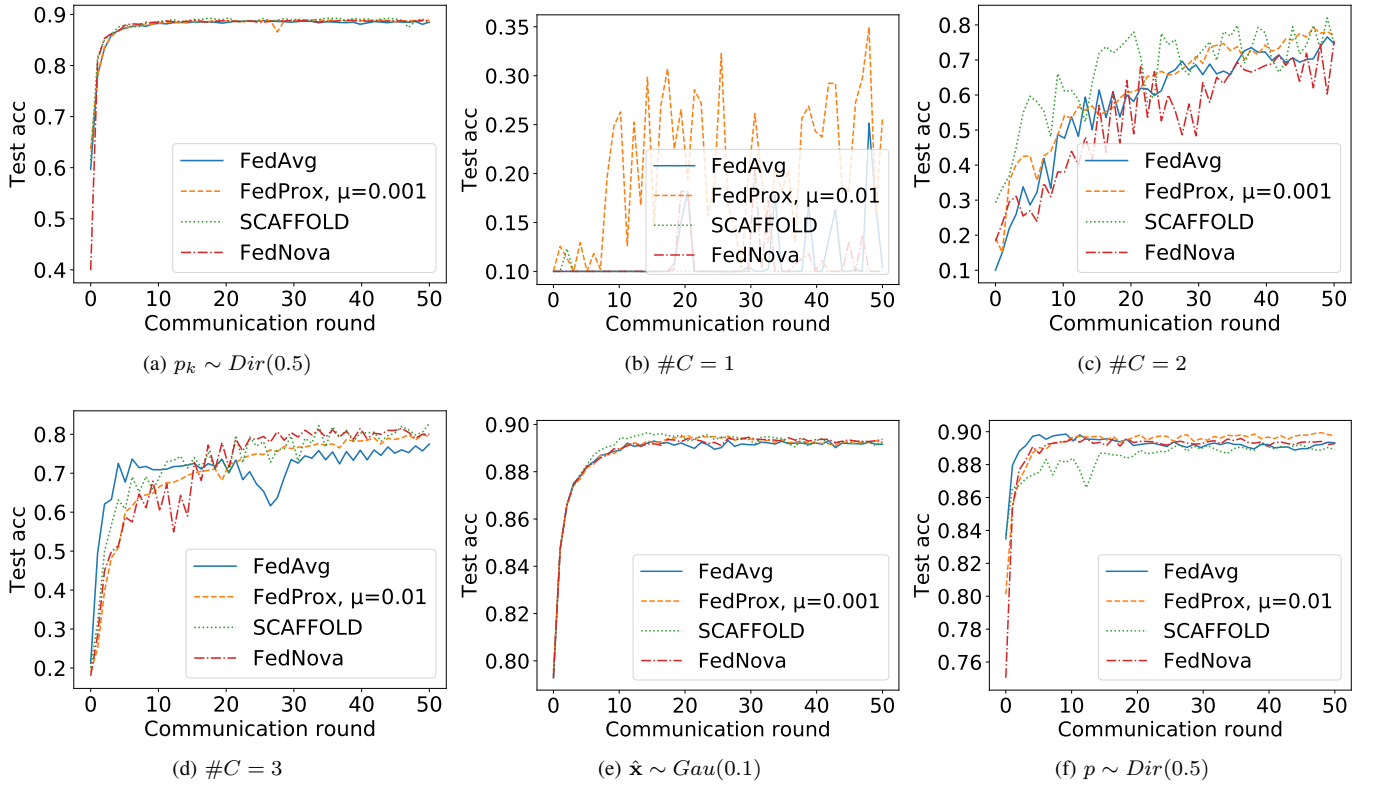 Test acc
0.9
0.8
0.7
0.6
0.5
0.4
FedAvg
FedProx, μ=0.001
SCAFFOLD
FedNova
0 10 20 30 40 50
Communication round
(a) p_k ∼ Dir(0.5)
Test acc
0.35
0.30
0.25
0.20
0.15
0.10
FedAvg
FedProx, μ=0.01
SCAFFOLD
FedNova
0 10 20 30 40 50
Communication round
(b) #C = 1
Test acc
0.8
0.7
0.6
0.5
0.4
0.3
0.2
0.1
FedAvg
FedProx, μ=0.001
SCAFFOLD
FedNova
0 10 20 30 40 50
Communication round
(c) #C = 2
Test acc
0.8
0.7
0.6
0.5
0.4
0.3
0.2
FedAvg
FedProx, μ=0.01
SCAFFOLD
FedNova
0 10 20 30 40 50
Communication round
(d) #C = 3
Test acc
0.90
0.88
0.86
0.84
0.82
0.80
FedAvg
FedProx, μ=0.001
SCAFFOLD
FedNova
0 10 20 30 40 50
Communication round
(e) x̂ ∼ Gau(0.1)
Test acc
0.90
0.88
0.86
0.84
0.82
0.80
0.78
0.76
FedAvg
FedProx, μ=0.01
SCAFFOLD
FedNova
0 10 20 30 40 50
Communication round
(f) p ∼ Dir(0.5)